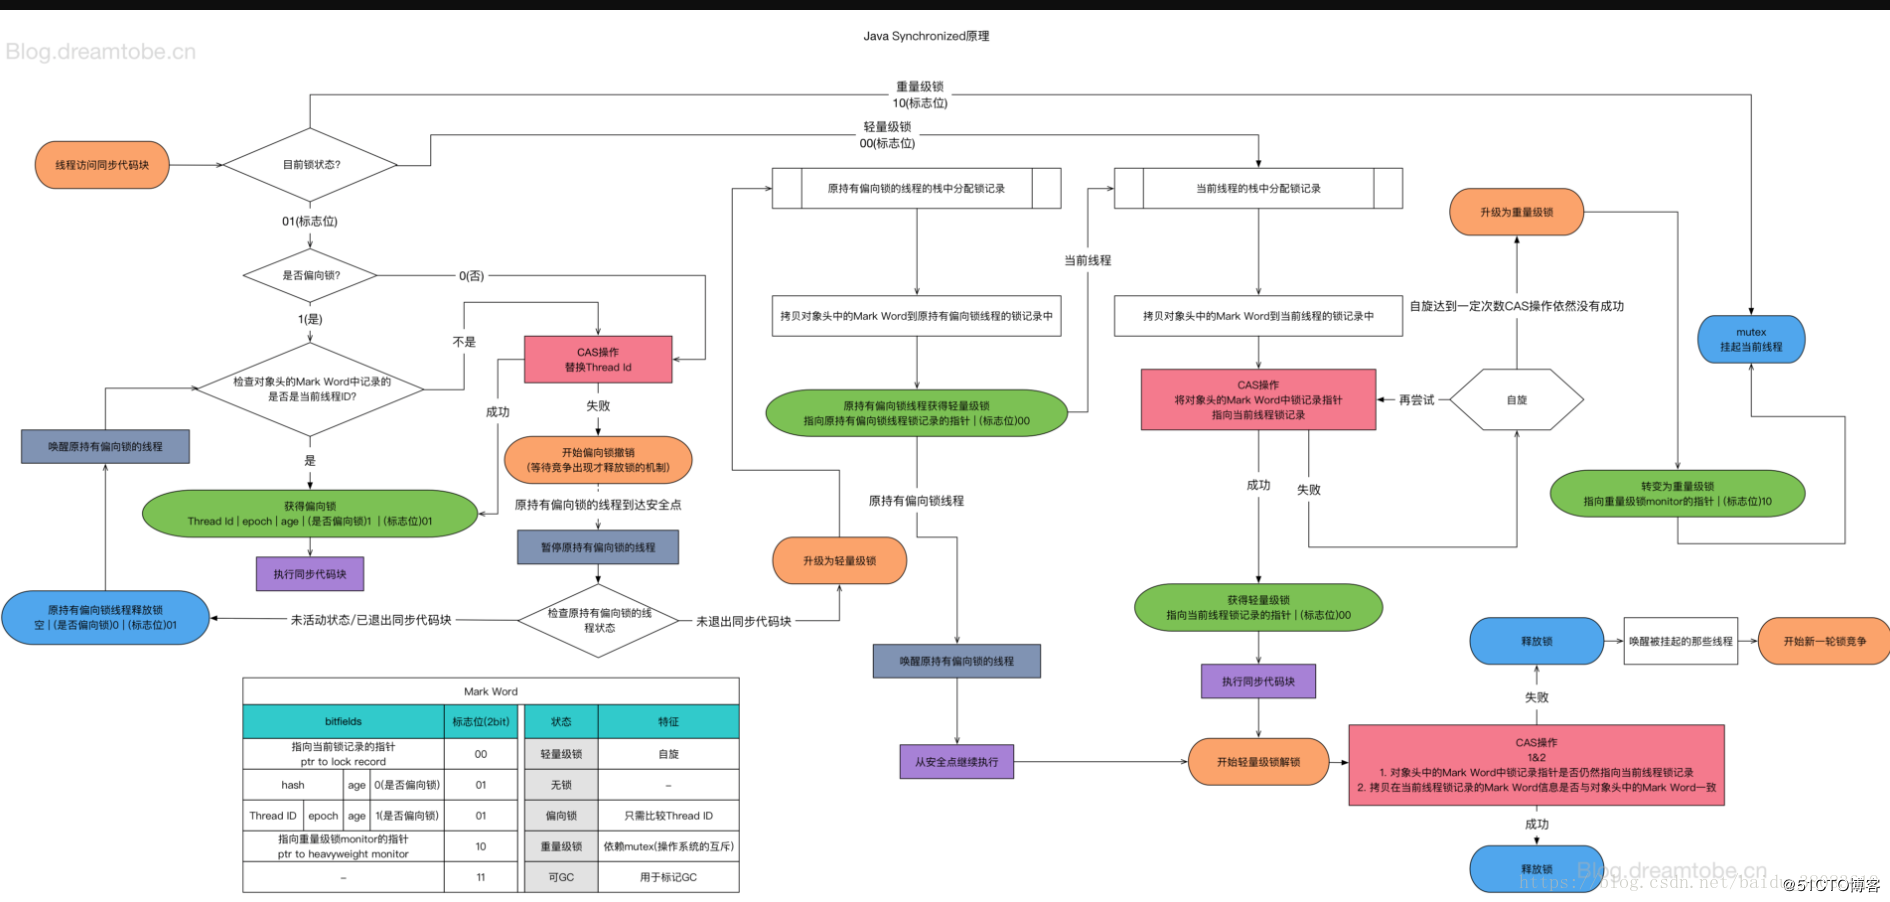 Java Synchronized原理
Blog.dreamtobe.cn
重量级锁
10(标志位)
轻量级锁
00(标志位)
线程访问同步代码块
目前锁状态?
原持有偏向锁的线程的栈中分配锁记录
当前线程的栈中分配锁记录
升级为重量级锁
01(标志位)
是否偏向锁?
0(否)
当前线程
1(是)
不是
拷贝对象头中的Mark Word到原持有偏向锁线程的锁记录中
拷贝对象头中的Mark Word到当前线程的锁记录中
自旋达到一定次数CAS操作依然没有成功
mutex
挂起当前线程
CAS操作
替换Thread Id
检查对象头的Mark Word中记录的
是否是当前线程ID?
成功
失败
原持有偏向锁线程获得轻量级锁
指向原持有偏向锁线程锁记录的指针 | (标志位)00
CAS操作
将对象头的Mark Word中锁记录指针
指向当前线程锁记录
再尝试
自旋
唤醒原持有偏向锁的线程
是
开始偏向锁撤销
(等待竞争出现才释放锁的机制)
原持有偏向锁的线程到达安全点
原持有偏向锁线程
成功
失败
转变为重量级锁
指向重量级锁monitor的指针 | (标志位)10
获得偏向锁
Thread Id | epoch | age | (是否偏向锁)1 | (标志位)01
暂停原持有偏向锁的线程
升级为轻量级锁
执行同步代码块
原持有偏向锁线程释放锁
空 | (是否偏向锁)0 | (标志位)01
未活动状态/已退出同步代码块
检查原持有偏向锁的线
程状态
未退出同步代码块
获得轻量级锁
指向当前线程锁记录的指针 | (标志位)00
释放锁
唤醒被挂起的那些线程
开始新一轮锁竞争
唤醒原持有偏向锁的线程
执行同步代码块
失败
从安全点继续执行
开始轻量级锁解锁
CAS操作
1&2
1. 对象头中的Mark Word中锁记录指针是否仍然指向当前线程锁记录
2. 拷贝在当前线程锁记录的Mark Word信息是否与对象头中的Mark Word一致
成功
释放锁
Mark Word
bitfields 标志位(2bit) 状态 特征
指向当前锁记录的指针
ptr to lock record 00 轻量级锁 自旋
hash age 0(是否偏向锁) 01 无锁 –
Thread ID epoch age 1(是否偏向锁) 01 偏向锁 只需比较Thread ID
指向重量级锁monitor的指针
ptr to heavyweight monitor 10 重量级锁 依赖mutex(操作系统的互斥)
– 11 可GC 用于标记GC
Blog.dreamtobe.cn
@51CTO博客